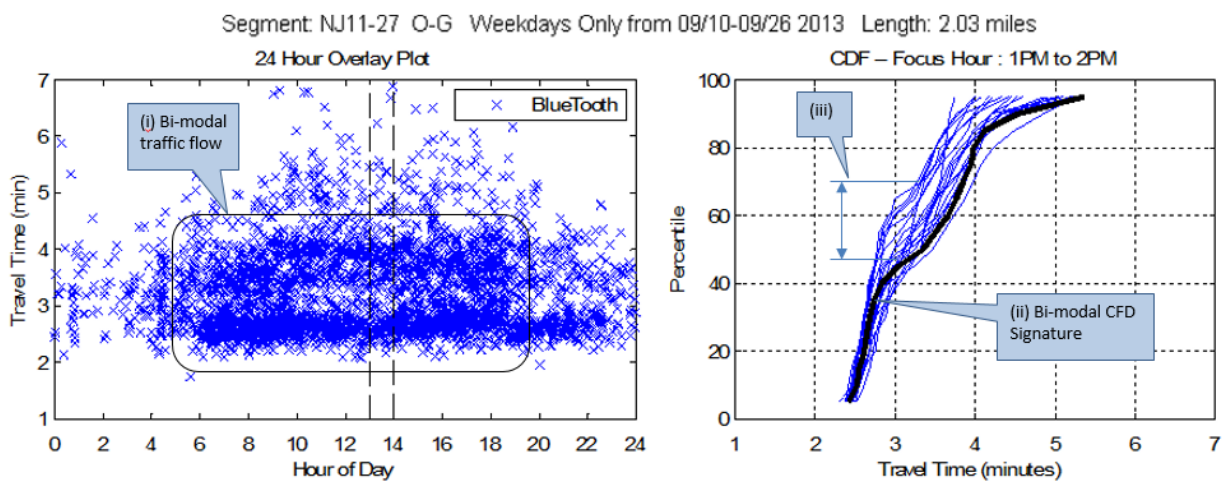 Segment: NJ11-27 O-G Weekdays Only from 09/10-09/26 2013 Length: 2.03 miles
24 Hour Overlay Plot
7
6
5
4
3
2
1
Travel Time (min)
(i) Bi-modal
traffic flow
BlueTooth
0 2 4 6 8 10 12 14 16 18 20 22 24
Hour of Day
CDF – Focus Hour : 1PM to 2PM
100
80
60
40
20
0
Percentile
(iii)
(ii) Bi-modal CFD
Signature
1 2 3 4 5 6 7
Travel Time (minutes)